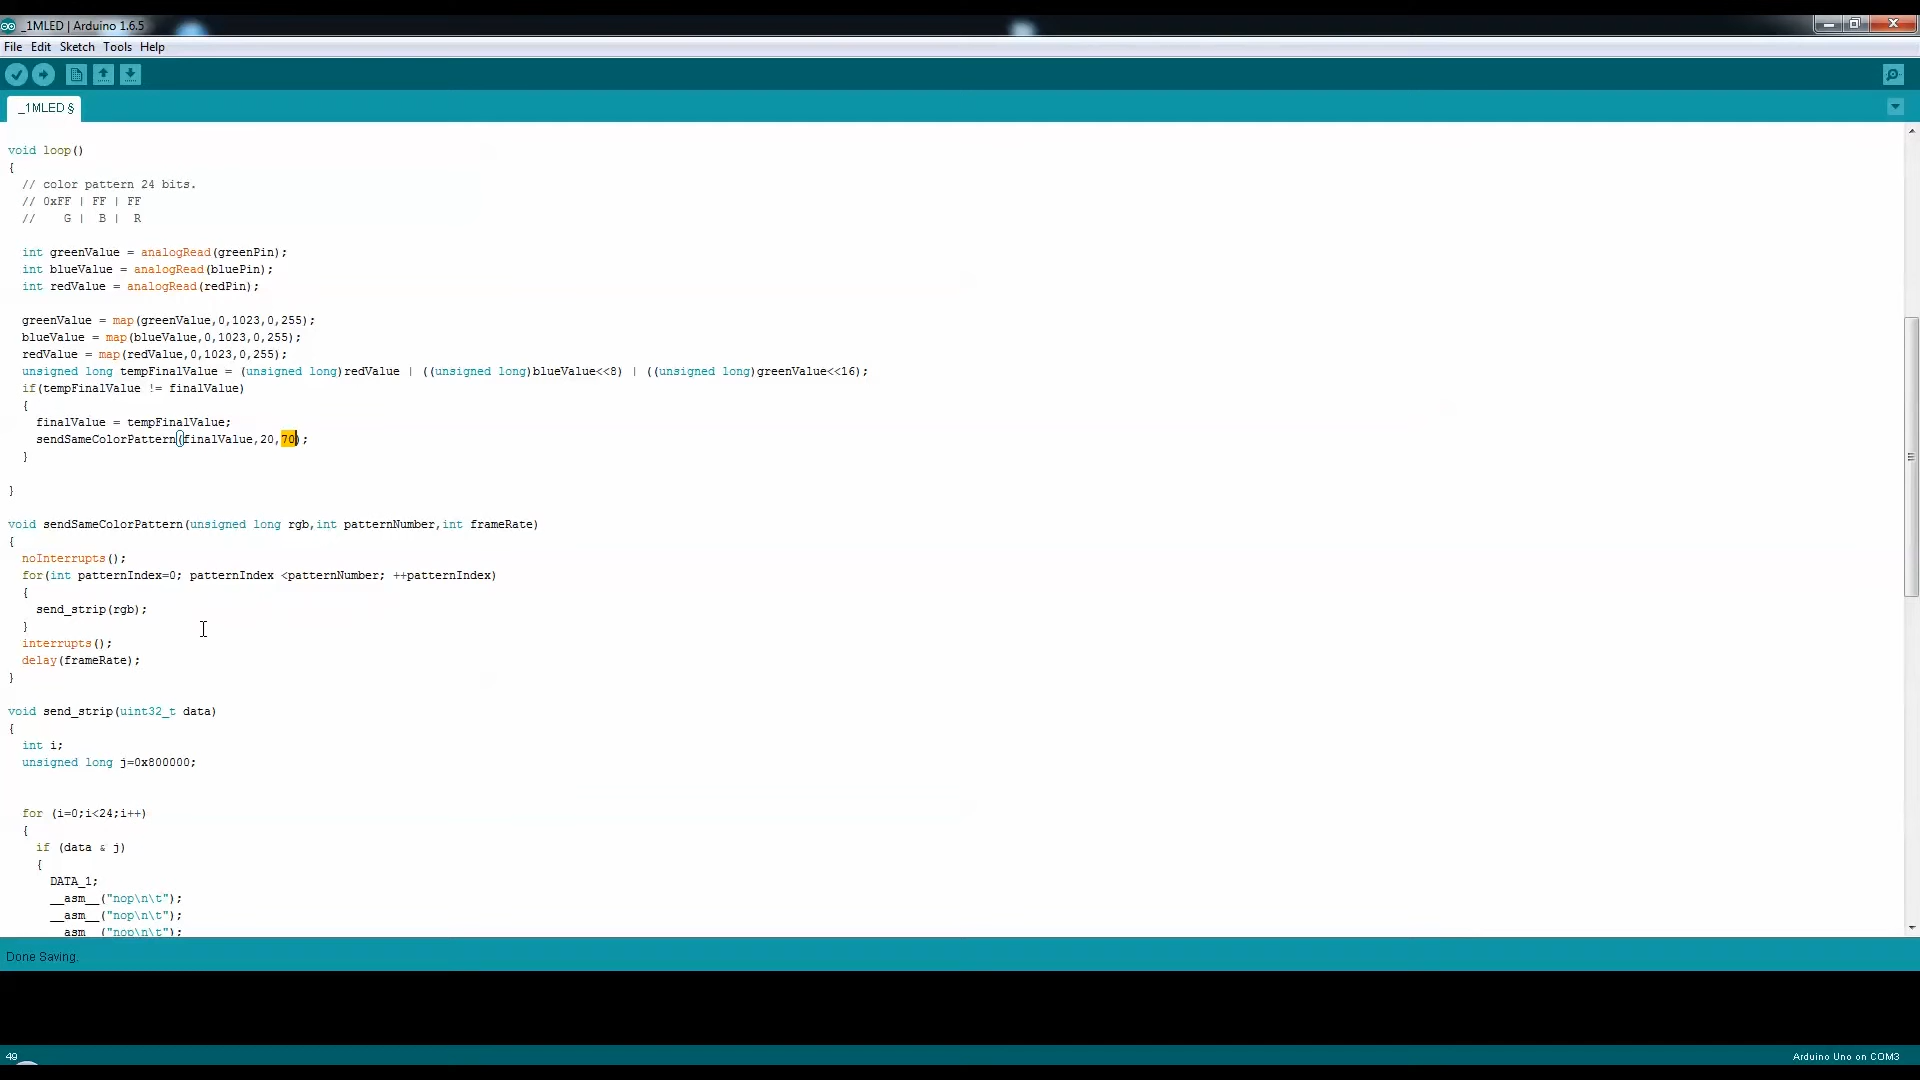 _1MLED | Arduino 1.6.5
File Edit Sketch Tools Help
_1MLED §
void loop()
{
  // color pattern 24 bits.
  // 0xFF | FF | FF
  //    G |  B |  R
  int greenValue = analogRead(greenPin);
  int blueValue = analogRead(bluePin);
  int redValue = analogRead(redPin);
  greenValue = map(greenValue,0,1023,0,255);
  blueValue = map(blueValue,0,1023,0,255);
  redValue = map(redValue,0,1023,0,255);
  unsigned long tempFinalValue = (unsigned long)redValue | ((unsigned long)blueValue<<8) | ((unsigned long)greenValue<<16);
  if(tempFinalValue != finalValue)
  {
    finalValue = tempFinalValue;
    sendSameColorPattern(finalValue,20,70);
  }
}
void sendSameColorPattern(unsigned long rgb,int patternNumber,int frameRate)
{
  noInterrupts();
  for(int patternIndex=0; patternIndex <patternNumber; ++patternIndex)
  {
    send_strip(rgb);
  }
  interrupts();
  delay(frameRate);
}
void send_strip(uint32_t data)
{
  int i;
  unsigned long j=0x800000;
  for (i=0;i<24;i++)
  {
    if (data & j)
    {
      DATA_1;
      __asm__("nop\n\t");
      __asm__("nop\n\t");
      __asm__("nop\n\t");
Done Saving.
49
Arduino Uno on COM3